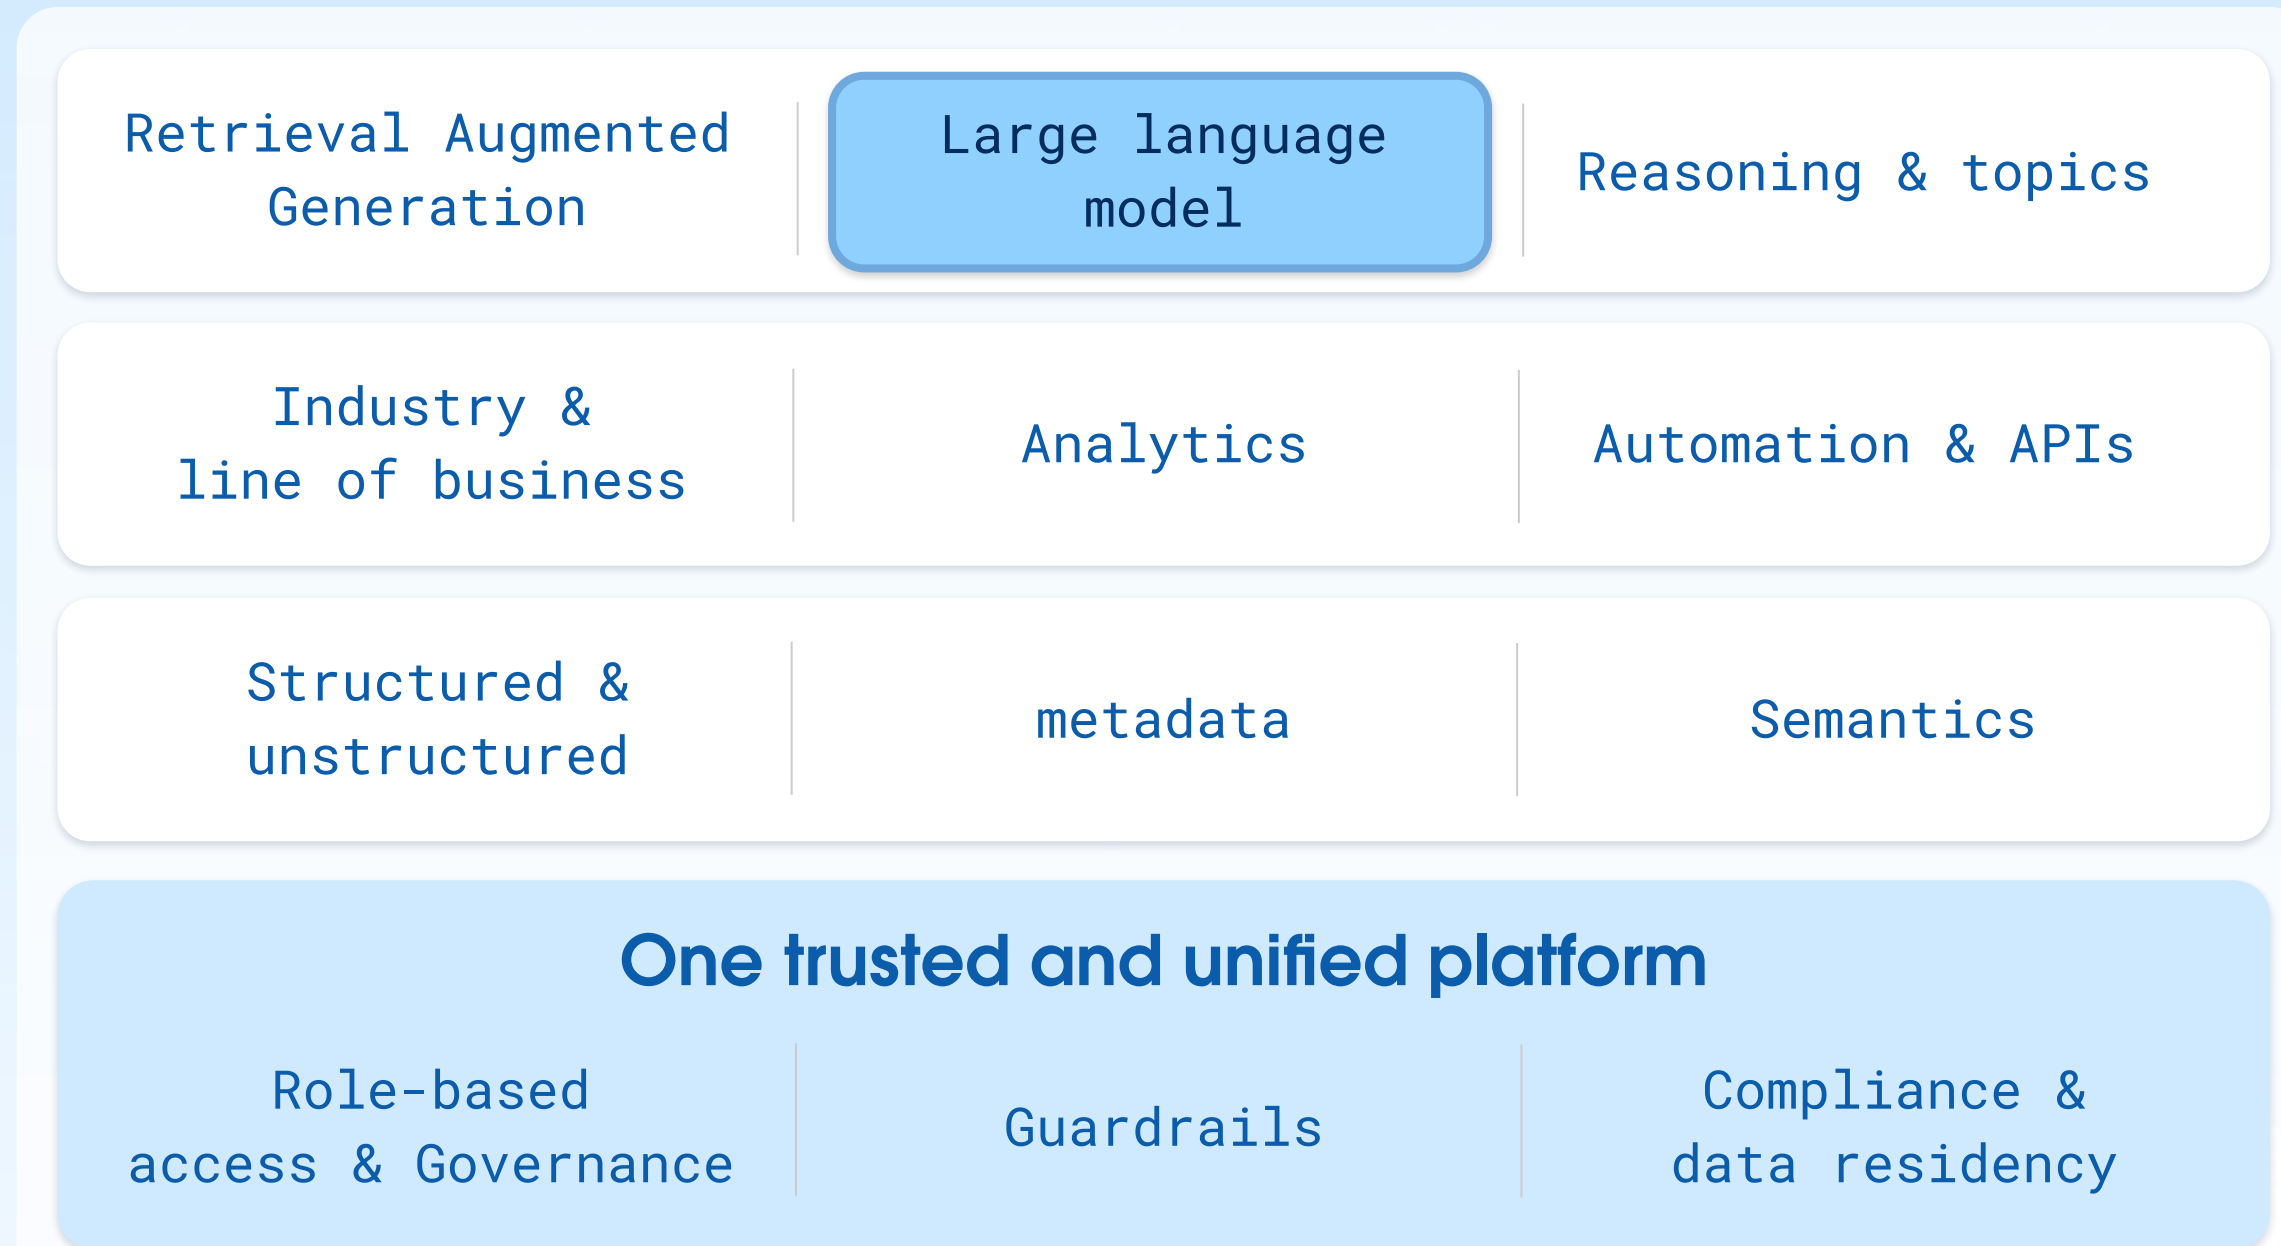 Retrieval Augmented
Generation
Large language
model
Reasoning & topics
Industry &
line of business
Analytics
Automation & APIs
Structured &
unstructured
metadata
Semantics
One trusted and unified platform
Role-based
access & Governance
Guardrails
Compliance &
data residency